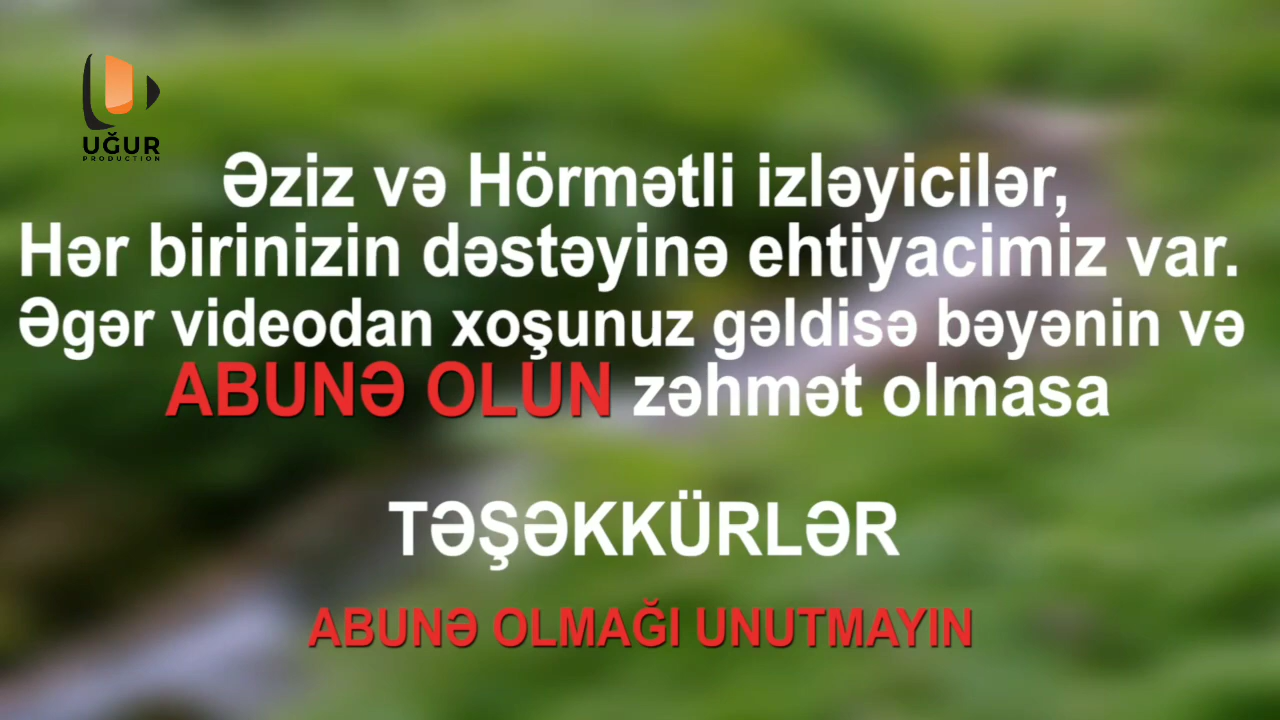 UĞUR
PRODUCTION
Əziz və Hörmətli izləyicilər,
Hər birinizin dəstəyinə ehtiyacimiz var.
Əgər videodan xoşunuz gəldisə bəyənin və
ABUNƏ OLUN zəhmət olmasa
TƏŞƏKKÜRLƏR
ABUNƏ OLMAĞI UNUTMAYIN